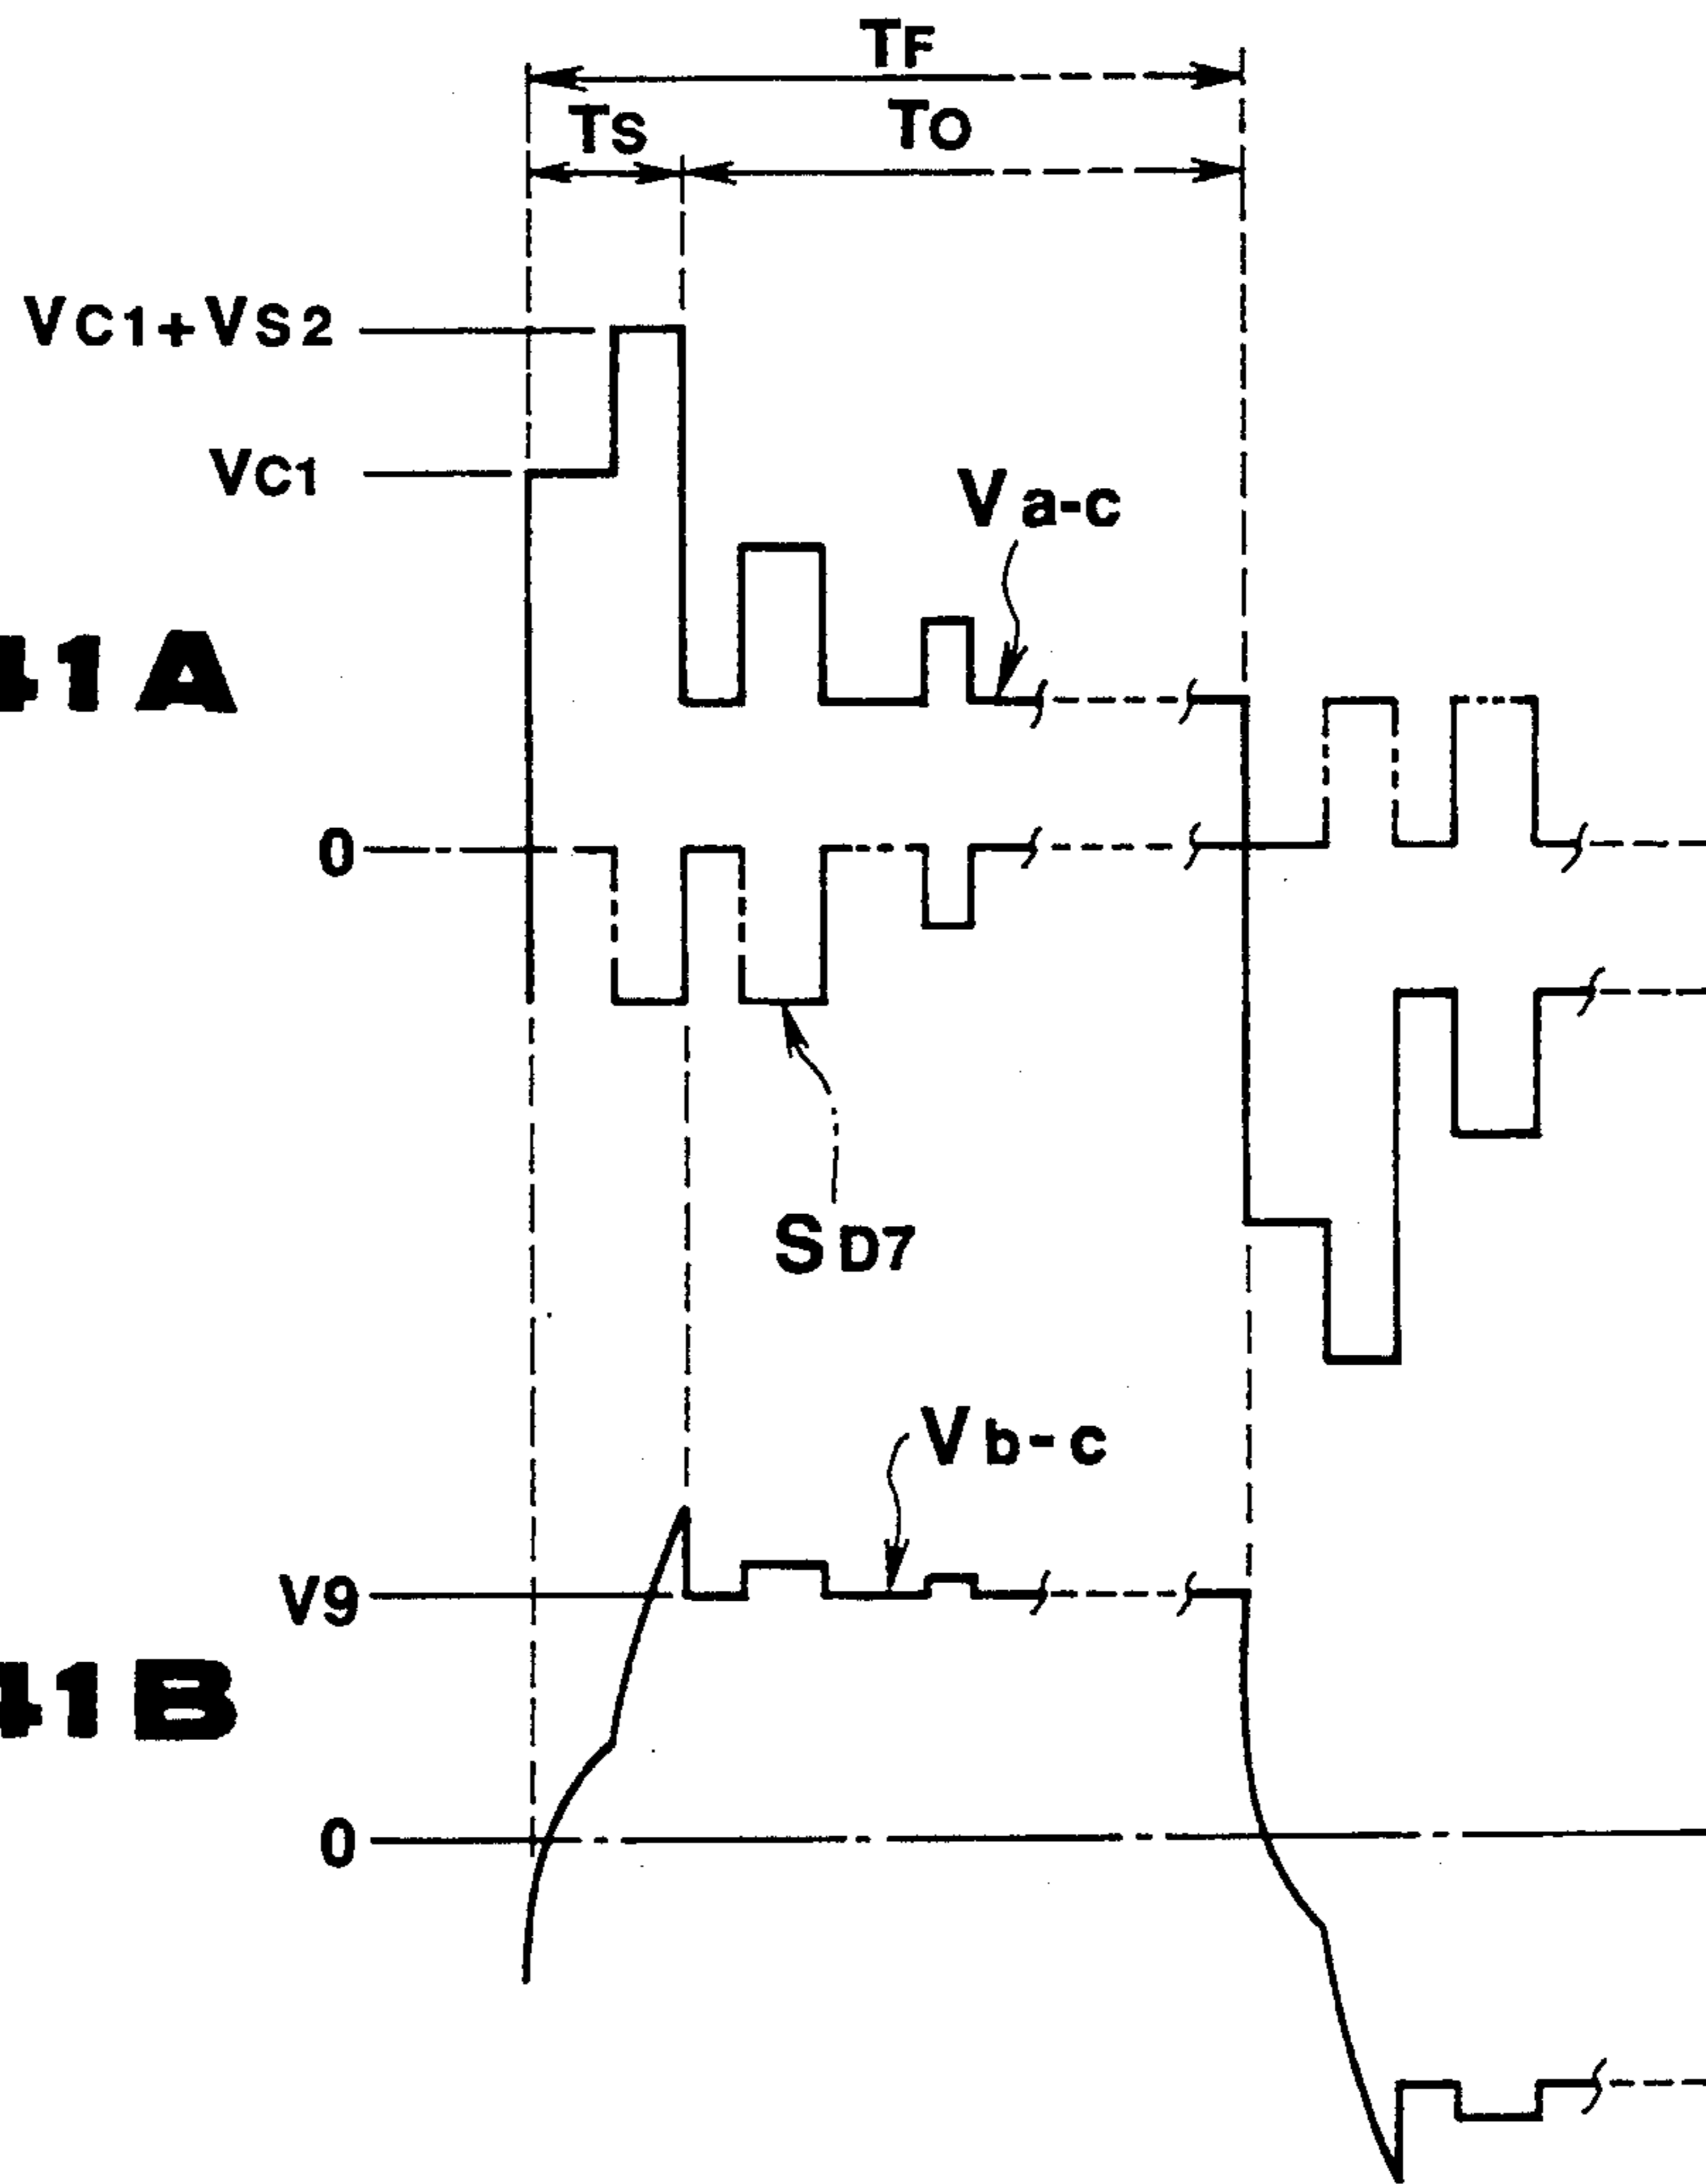 TF
TS
TO
VC1+VS2
VC1
Va-c
41A
0
SD7
Vb-c
V9
41B
0